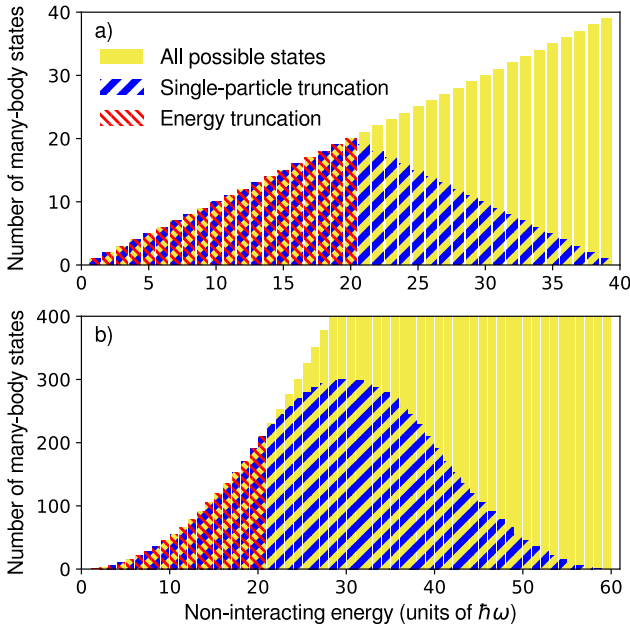 a)
All possible states
Single-particle truncation
Energy truncation
Number of many-body states
40
30
20
10
0
0 5 10 15 20 25 30 35 40
b)
Number of many-body states
400
300
200
100
0
0 10 20 30 40 50 60
Non-interacting energy (units of ℏω)